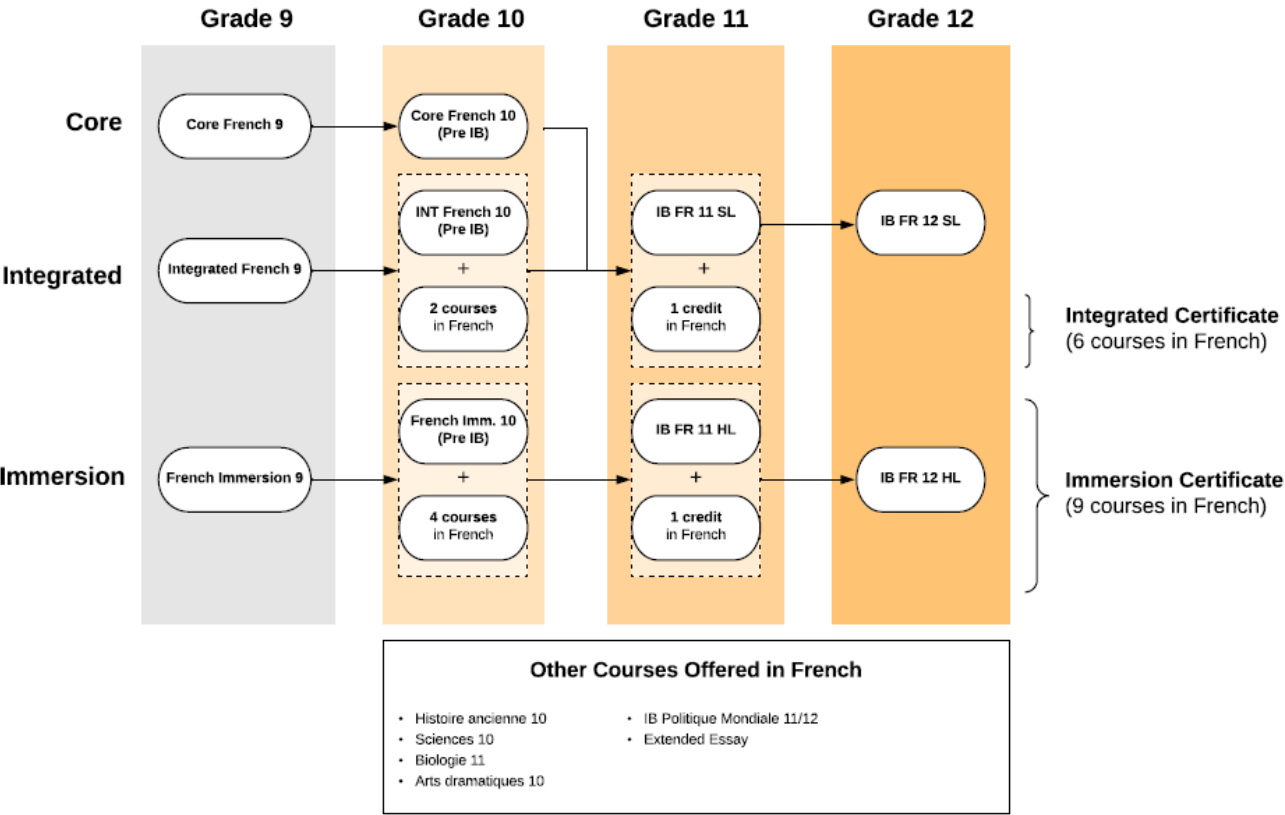 Grade 9
Grade 10
Grade 11
Grade 12
Core
Core French 9
Core French 10
(Pre IB)
Integrated
Integrated French 9
INT French 10
(Pre IB)
+
2 courses
in French
IB FR 11 SL
+
1 credit
in French
IB FR 12 SL
Integrated Certificate
(6 courses in French)
Immersion
French Immersion 9
French Imm. 10
(Pre IB)
+
4 courses
in French
IB FR 11 HL
+
1 credit
in French
IB FR 12 HL
Immersion Certificate
(9 courses in French)
Other Courses Offered in French
• Histoire ancienne 10
• Sciences 10
• Biologie 11
• Arts dramatiques 10
• IB Politique Mondiale 11/12
• Extended Essay